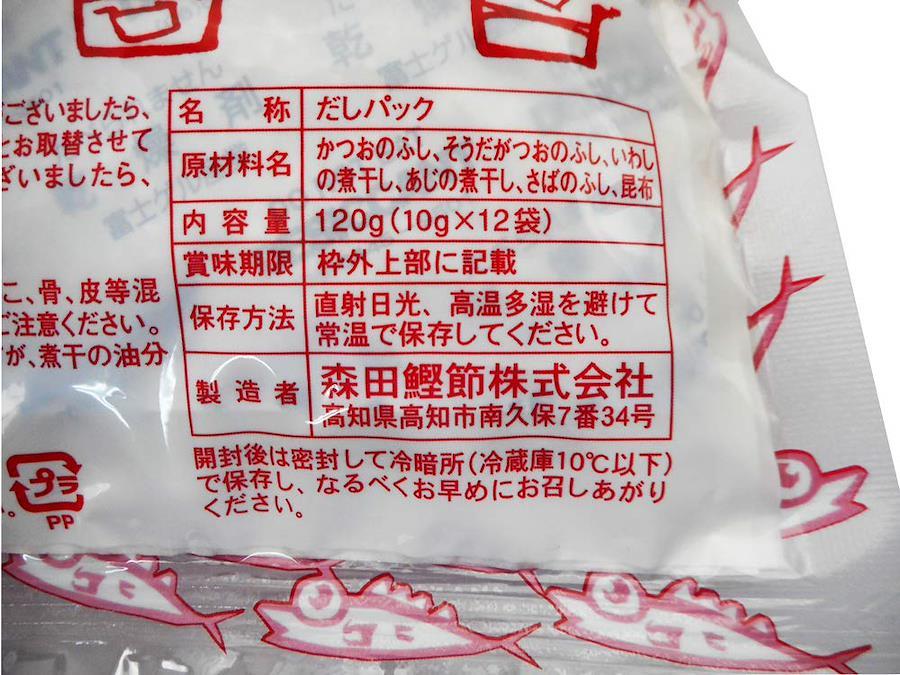 ございましたら、
とお取替させて
ざいましたら、
こ、骨、皮等混
ご注意ください。
が、煮干の油分
名称 だしパック
原材料名 かつおのふし、そうだがつおのふし、いわし
の煮干し、あじの煮干し、さばのふし、昆布
内容量 120g(10g×12袋)
賞味期限 枠外上部に記載
保存方法 直射日光、高温多湿を避けて
常温で保存してください。
製造者 森田鰹節株式会社
高知県高知市南久保7番34号
開封後は密封して冷暗所(冷蔵庫10℃以下)
で保存し、なるべくお早めにお召しあがり
ください。
プラ
PP